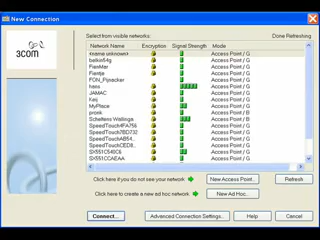 New Connection
3com
Select from visible networks:
Done Refreshing
Network Name Encryption Signal Strength Mode
<name unknown> Access Point / G
belkin54g Access Point / G
FienMar Access Point / G
Fientje Access Point / G
FON_Pijnacker Access Point / G
hess Access Point / G
JAMAC Access Point / G
Keij Access Point / G
MyPlace Access Point / G
pronk Access Point / G
Scheltens Wallinga Access Point / G
SpeedTouch4FA756 Access Point / G
SpeedTouch7BD732 Access Point / G
SpeedTouchAB54... Access Point / G
SpeedTouchCED8... Access Point / G
SX551C540C6 Access Point / G
SX551CCAEAA Access Point / G
Click here if you do not see your network
New Access Point...
Refresh
Click here to create a new ad hoc network
New Ad Hoc...
Connect...
Advanced Connection Settings...
Help
Cancel